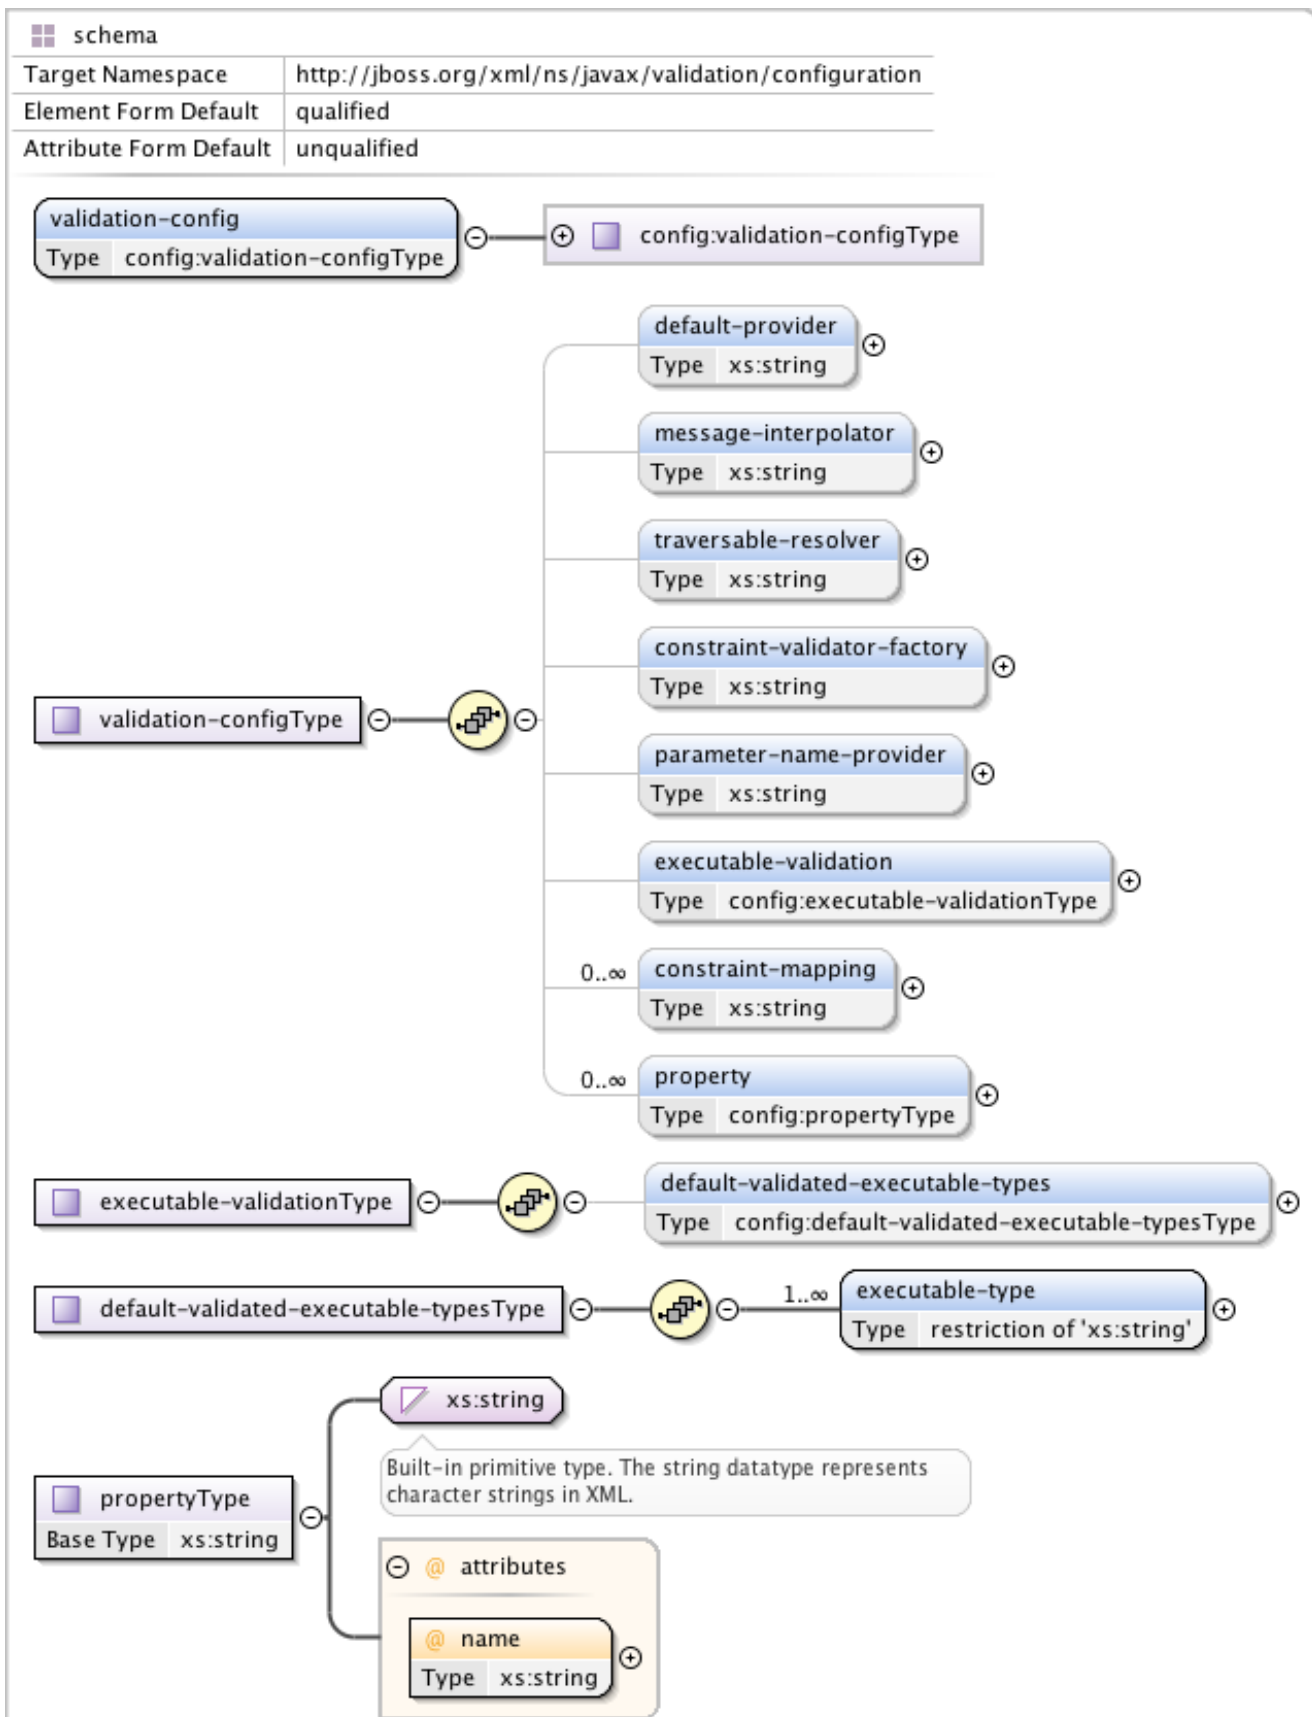 schema
Target Namespace http://jboss.org/xml/ns/javax/validation/configuration
Element Form Default qualified
Attribute Form Default unqualified
validation-config
Type config:validation-configType
config:validation-configType
default-provider
Type xs:string
message-interpolator
Type xs:string
traversable-resolver
Type xs:string
constraint-validator-factory
Type xs:string
validation-configType
parameter-name-provider
Type xs:string
executable-validation
Type config:executable-validationType
0..∞ constraint-mapping
Type xs:string
0..∞ property
Type config:propertyType
executable-validationType
default-validated-executable-types
Type config:default-validated-executable-typesType
default-validated-executable-typesType
1..∞ executable-type
Type restriction of 'xs:string'
xs:string
Built-in primitive type. The string datatype represents
character strings in XML.
propertyType
Base Type xs:string
@ attributes
@ name
Type xs:string